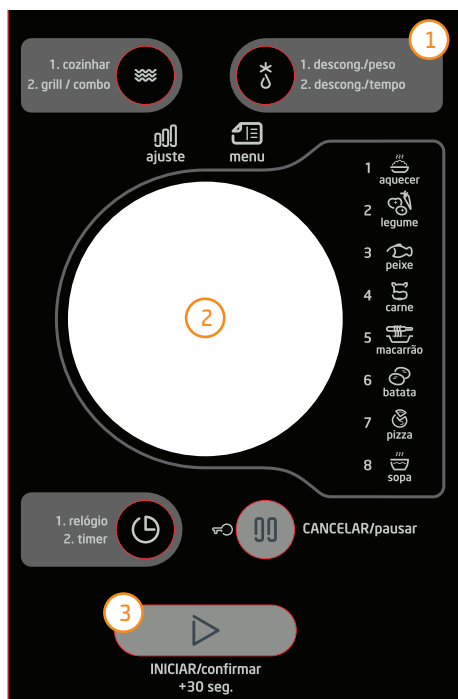 1
1. cozinhar
2. grill / combo
1. descong./peso
2. descong./tempo
ajuste
menu
1
aquecer
2
legume
3
peixe
4
carne
5
macarrão
6
batata
7
pizza
8
sopa
2
1. relógio
2. timer
CANCELAR/pausar
3
INICIAR/confirmar
+30 seg.